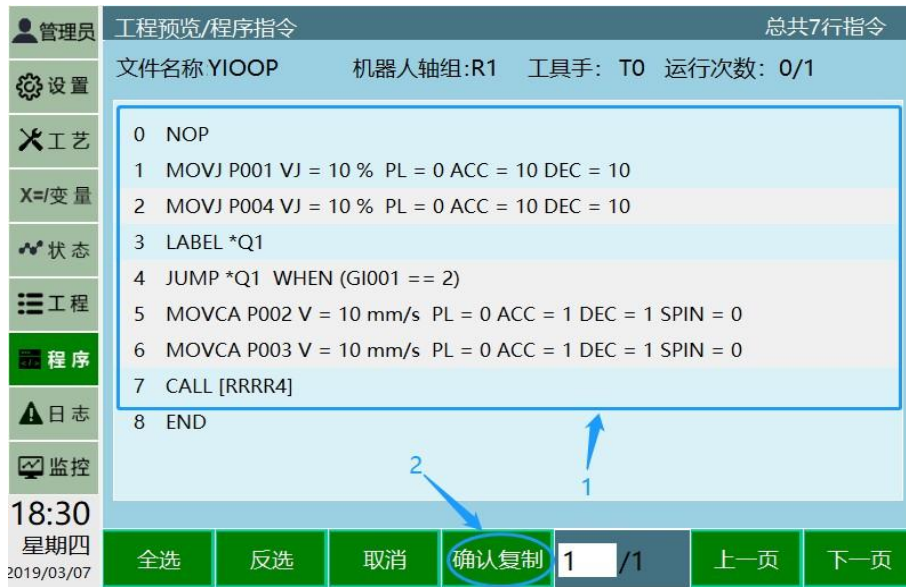 管理员
工程预览/程序指令
总共7行指令
设置
文件名称:YIOOP 机器人轴组:R1 工具手: T0 运行次数: 0/1
工艺
X=/变量
状态
工程
程序
日志
监控
0 NOP
1 MOVJ P001 VJ = 10 % PL = 0 ACC = 10 DEC = 10
2 MOVJ P004 VJ = 10 % PL = 0 ACC = 10 DEC = 10
3 LABEL *Q1
4 JUMP *Q1 WHEN (GI001 == 2)
5 MOVCA P002 V = 10 mm/s PL = 0 ACC = 1 DEC = 1 SPIN = 0
6 MOVCA P003 V = 10 mm/s PL = 0 ACC = 1 DEC = 1 SPIN = 0
7 CALL [RRRR4]
8 END
2
1
18:30
星期四
2019/03/07
全选 反选 取消 确认复制 1 /1 上一页 下一页